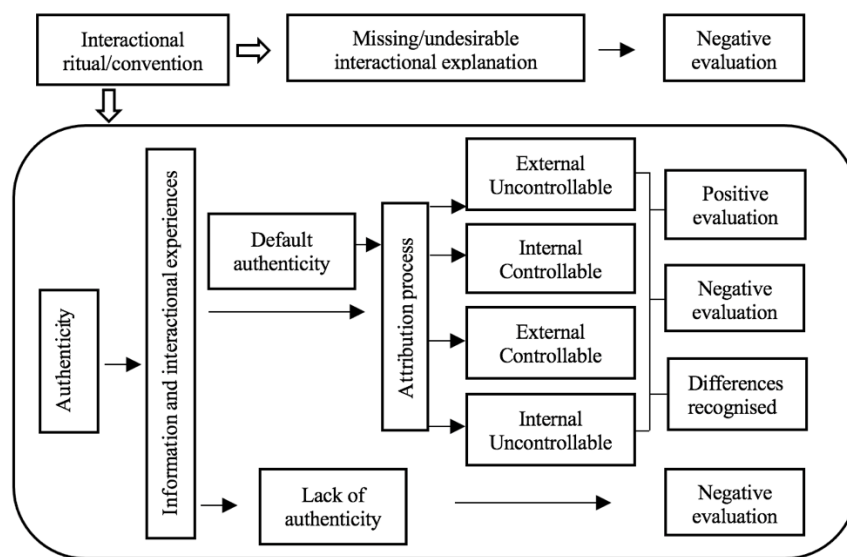 Interactional
ritual/convention
Missing/undesirable
interactional explanation
Negative
evaluation
Authenticity
Information and interactional experiences
Default
authenticity
Attribution process
External
Uncontrollable
Internal
Controllable
External
Controllable
Internal
Uncontrollable
Positive
evaluation
Negative
evaluation
Differences
recognised
Lack of
authenticity
Negative
evaluation